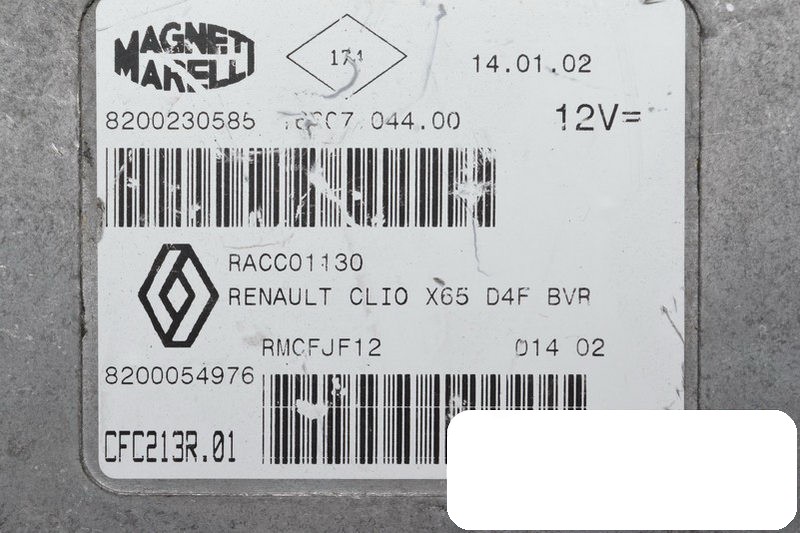 MAGNETI
MARELLI
174
14.01.02
8200230585 044.00
12V=
RACC01130
RENAULT CLIO X65 D4F BVR
RMCFJF12 014 02
8200054976
CFC213R.01